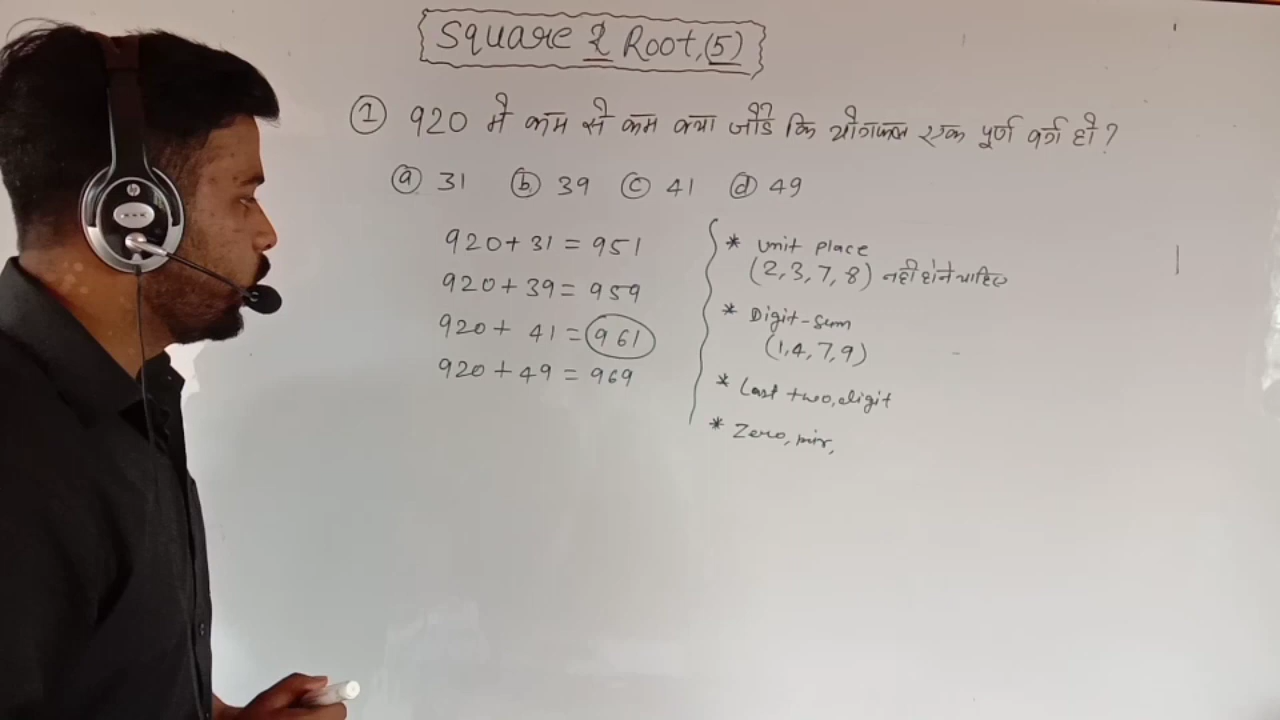 Square & Root,(5)
① 920 में कम से कम क्या जोड़े कि योगफल एक पूर्ण वर्ग हो?
ⓐ 31 ⓑ 39 ⓒ 41 ⓓ 49
920 + 31 = 951
920 + 39 = 959
920 + 41 = 961
920 + 49 = 969
* Unit place
(2, 3, 7, 8) नहीं होने चाहिए
* Digit-Sum
(1, 4, 7, 9)
* Last two, digit
* Zero,
hp